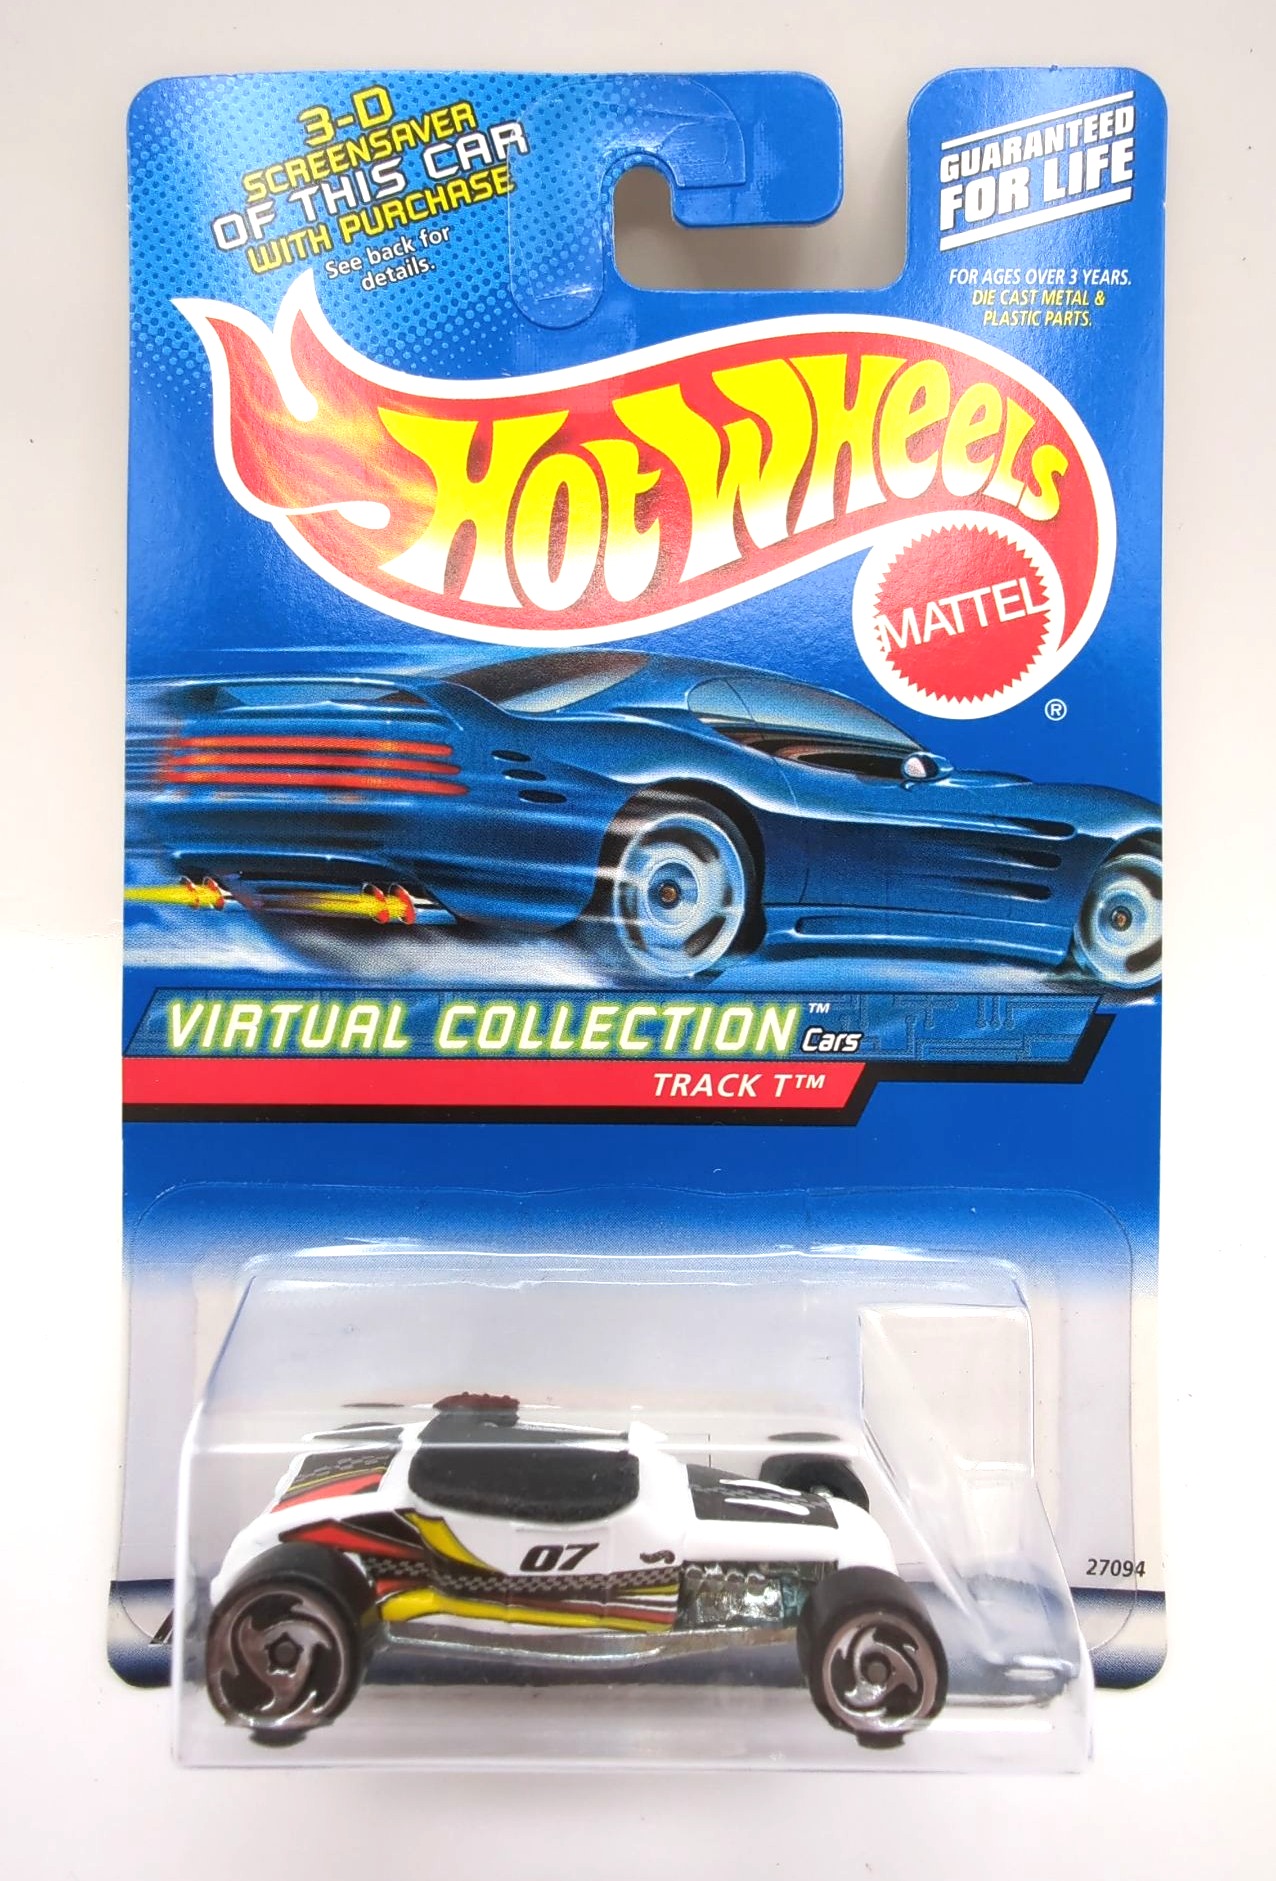 3-D
SCREENSAVER
OF THIS CAR
WITH PURCHASE
See back for
details.
GUARANTEED
FOR LIFE
FOR AGES OVER 3 YEARS.
DIE CAST METAL &
PLASTIC PARTS.
HOT WHEELS
MATTEL
®
VIRTUAL COLLECTION™
Cars
TRACK T™
07
27094